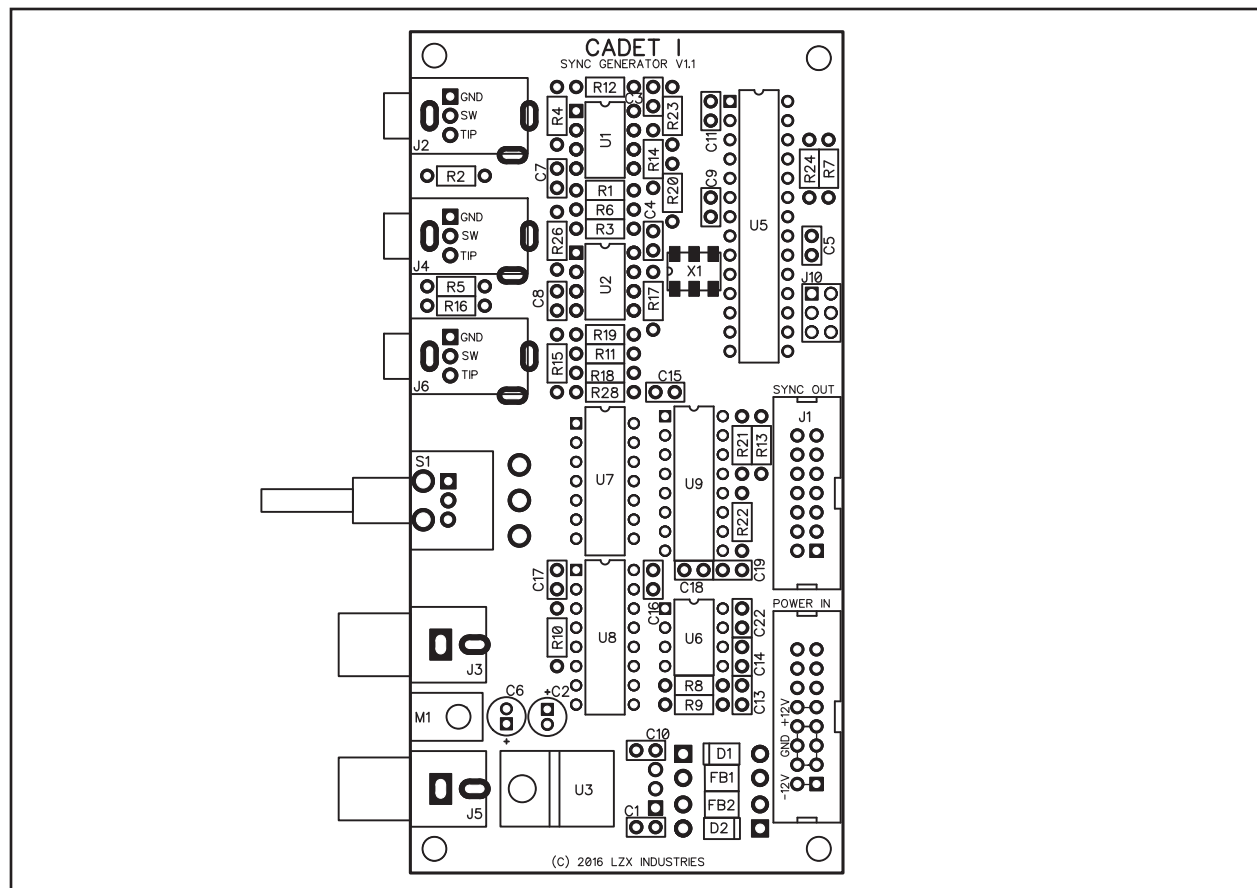 CADET I
SYNC GENERATOR V1.1
R12
C3
R4
R23
C11
GND
SW
TIP
J2
U1
R14
R24
R7
R2
C7
R1
R20
C9
R6
R3
C4
U5
GND
SW
TIP
J4
R26
C5
U2
X1
J10
R5
R16
C8
R17
GND
SW
TIP
J6
R19
R11
R15
R18
R28
C15
SYNC OUT
J1
R21
R13
S1
U7
U9
R22
C17
C18
C19
C16
POWER IN
R10
U8
U6
C22
J3
C14
R8
R9
C13
M1
C6
+
+C2
+12V
GND
-12V
C10
D1
FB1
FB2
D2
J5
U3
C1
(C) 2016 LZX INDUSTRIES